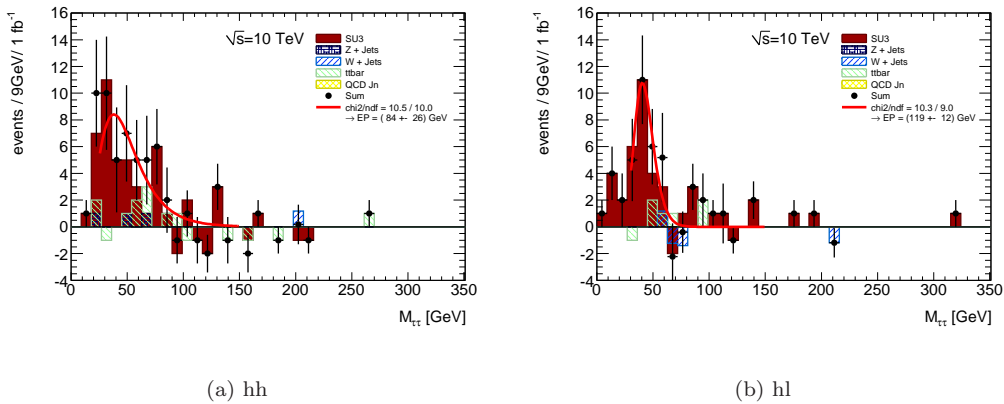 events / 9GeV/ 1 fb⁻¹
16
14
12
10
8
6
4
2
0
-2
-4
√s=10 TeV
SU3
Z + Jets
W + Jets
ttbar
QCD Jn
Sum
chi2/ndf = 10.5 / 10.0
→ EP = ( 84 +- 26) GeV
0 50 100 150 200 250 300 350
Mττ [GeV]
(a) hh
events / 9GeV/ 1 fb⁻¹
16
14
12
10
8
6
4
2
0
-2
-4
√s=10 TeV
SU3
Z + Jets
W + Jets
ttbar
QCD Jn
Sum
chi2/ndf = 10.3 / 9.0
→ EP = (119 +- 12) GeV
0 50 100 150 200 250 300 350
Mττ [GeV]
(b) hl